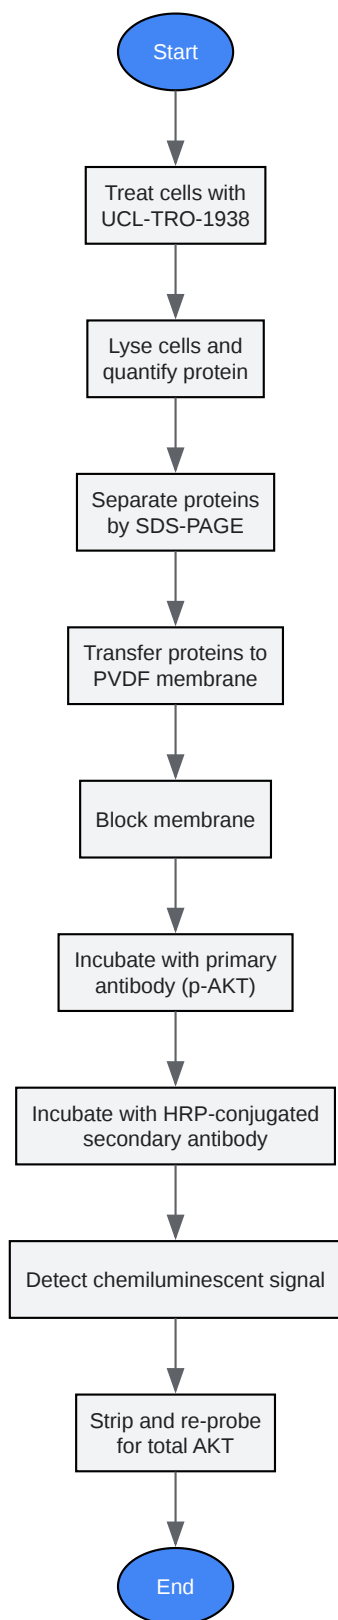 Start
Treat cells with
UCL-TRO-1938
Lyse cells and
quantify protein
Separate proteins
by SDS-PAGE
Transfer proteins to
PVDF membrane
Block membrane
Incubate with primary
antibody (p-AKT)
Incubate with HRP-conjugated
secondary antibody
Detect chemiluminescent signal
Strip and re-probe
for total AKT
End